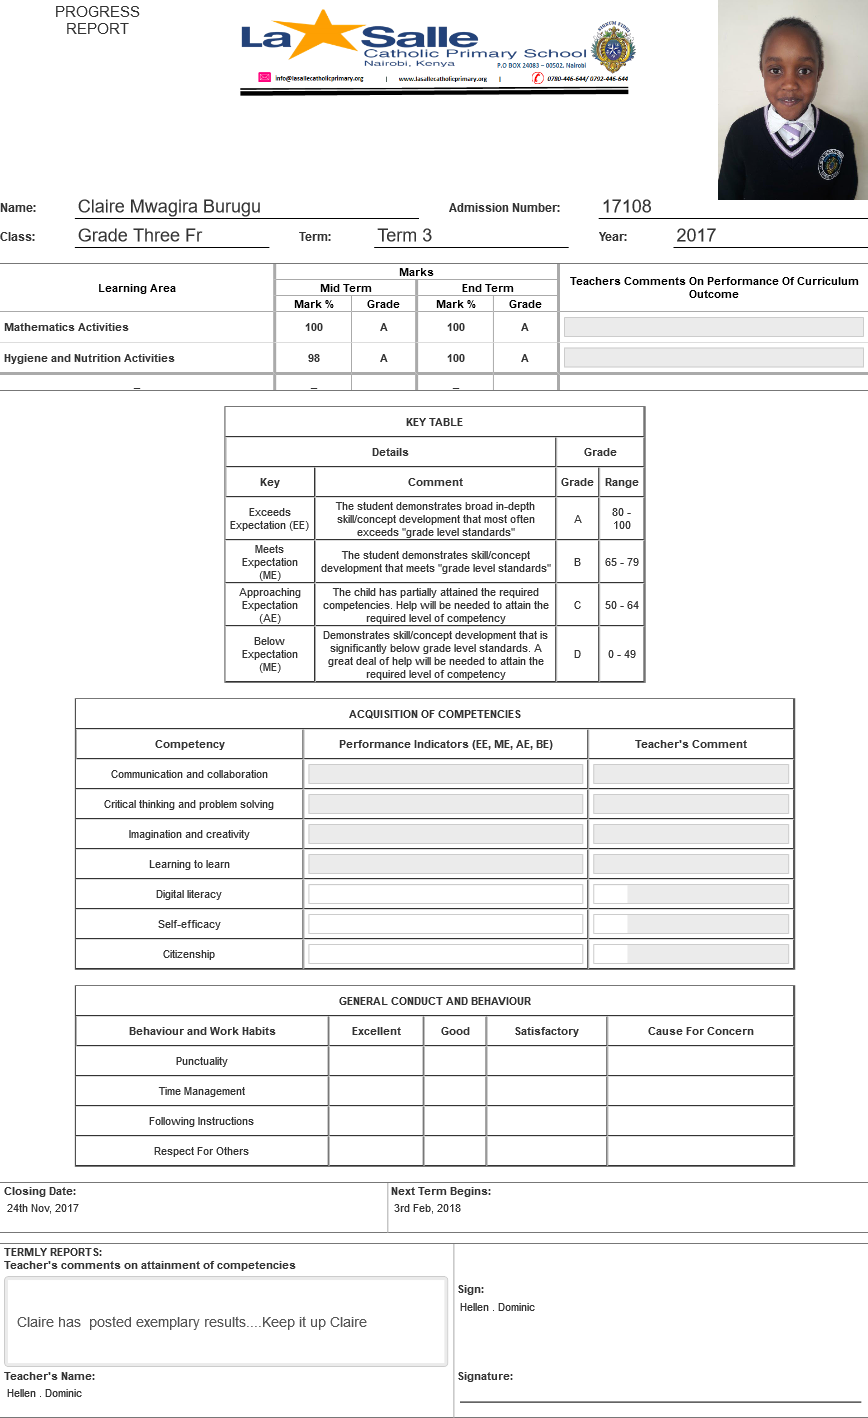 PROGRESS
REPORT
La Salle
Catholic Primary School
Nairobi, Kenya
P.O BOX 24083 – 00502, Nairobi
info@lasallecatholicprimary.org | www.lasallecatholicprimary.org | 0780-446-644/ 0792-446-644
Name: Claire Mwagira Burugu Admission Number: 17108
Class: Grade Three Fr Term: Term 3 Year: 2017
Learning Area Marks Teachers Comments On Performance Of Curriculum Outcome
Mid Term End Term
Mark % Grade Mark % Grade
Mathematics Activities 100 A 100 A
Hygiene and Nutrition Activities 98 A 100 A
_ _ _
KEY TABLE
Details Grade
Key Comment Grade Range
Exceeds Expectation (EE) The student demonstrates broad in-depth skill/concept development that most often exceeds "grade level standards" A 80 - 100
Meets Expectation (ME) The student demonstrates skill/concept development that meets "grade level standards" B 65 - 79
Approaching Expectation (AE) The child has partially attained the required competencies. Help will be needed to attain the required level of competency C 50 - 64
Below Expectation (ME) Demonstrates skill/concept development that is significantly below grade level standards. A great deal of help will be needed to attain the required level of competency D 0 - 49
ACQUISITION OF COMPETENCIES
Competency Performance Indicators (EE, ME, AE, BE) Teacher's Comment
Communication and collaboration
Critical thinking and problem solving
Imagination and creativity
Learning to learn
Digital literacy
Self-efficacy
Citizenship
GENERAL CONDUCT AND BEHAVIOUR
Behaviour and Work Habits Excellent Good Satisfactory Cause For Concern
Punctuality
Time Management
Following Instructions
Respect For Others
Closing Date: Next Term Begins:
24th Nov, 2017 3rd Feb, 2018
TERMLY REPORTS:
Teacher's comments on attainment of competencies
Claire has  posted exemplary results....Keep it up Claire
Sign:
Hellen . Dominic
Teacher's Name: Signature:
Hellen . Dominic